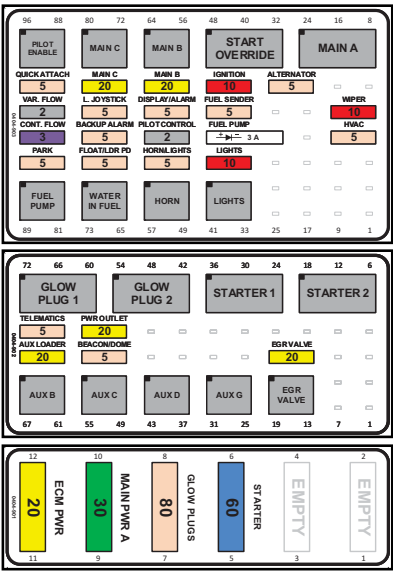 96 88 80 72 64 56 48 40 32 24 16 8
PILOT ENABLE MAIN C MAIN B START OVERRIDE MAIN A
QUICK ATTACH MAIN C MAIN B IGNITION ALTERNATOR
5 20 20 10 5
VAR. FLOW L. JOYSTICK DISPLAY/ALARM FUEL SENDER WIPER
2 5 5 5 10
CONT. FLOW BACKUP ALARM PILOT CONTROL FUEL PUMP HVAC
3 5 2 3 A 5
PARK FLOAT/LDR PD HORN/LIGHTS LIGHTS
5 5 5 10
0404-003
FUEL PUMP WATER IN FUEL HORN LIGHTS
89 81 73 65 57 49 41 33 25 17 9 1
72 66 60 54 48 42 36 30 24 18 12 6
GLOW PLUG 1 GLOW PLUG 2 STARTER 1 STARTER 2
TELEMATICS PWR OUTLET
5 20
AUX LOADER BEACON/DOME EGR VALVE
20 5 20
0404-002
AUX B AUX C AUX D AUX G EGR VALVE
67 61 55 49 43 37 31 25 19 13 7 1
12 10 8 6 4 2
0404-001
20 ECM PWR
30 MAIN PWR A
80 GLOW PLUGS
60 STARTER
EMPTY
EMPTY
11 9 7 5 3 1